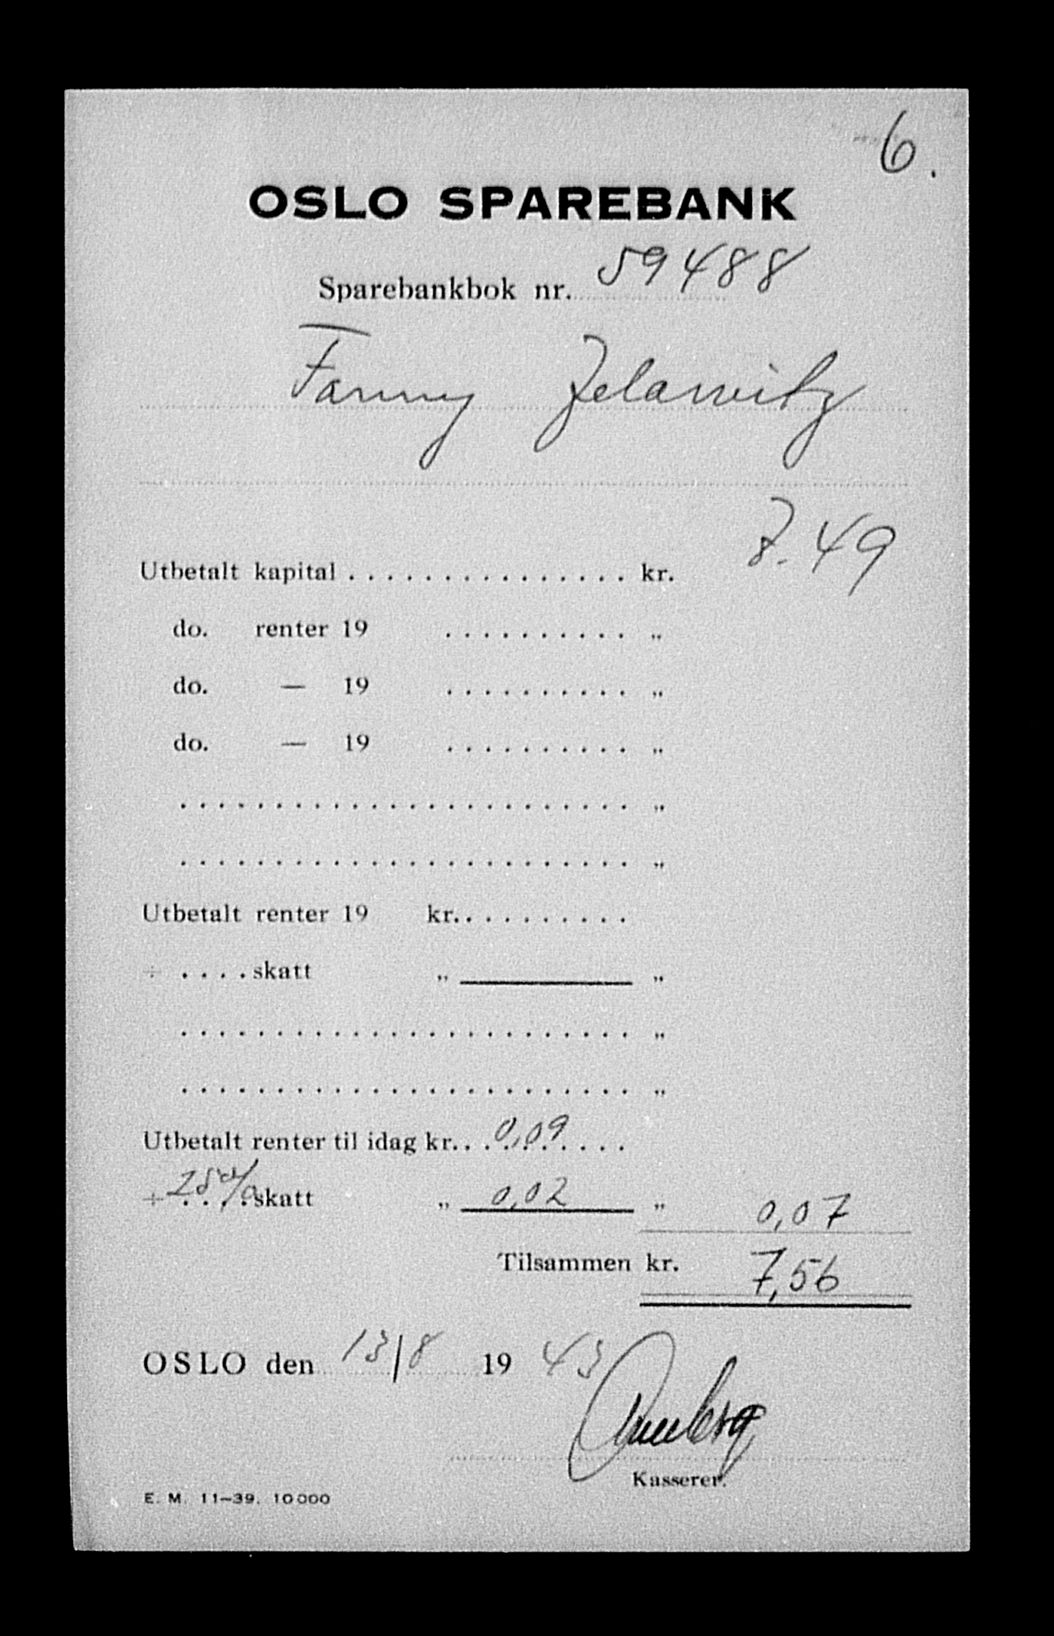 6.
OSLO SPAREBANK
Sparebankbok nr. 59488
Fanny Jelawitz
Utbetalt kapital . . . . . . . . . . . . . . . kr. 7.49
do. renter 19 . . . . . . . . . . „
do. — 19 . . . . . . . . . . „
do. — 19 . . . . . . . . . . „
. . . . . . . . . . . . . . . . . . . . . . . . „
. . . . . . . . . . . . . . . . . . . . . . . . „
Utbetalt renter 19 kr. . . . . . . . . .
÷ . . . . skatt „ „
. . . . . . . . . . . . . . . . . . . . . . . . „
. . . . . . . . . . . . . . . . . . . . . . . . „
Utbetalt renter til idag kr. . . 0,09 . . . .
÷ 25% skatt „ 0,02 „ 0,07
Tilsammen kr. 7,56
OSLO den 13/8 19 43
Kasserer.
E. M. 11-39. 10000